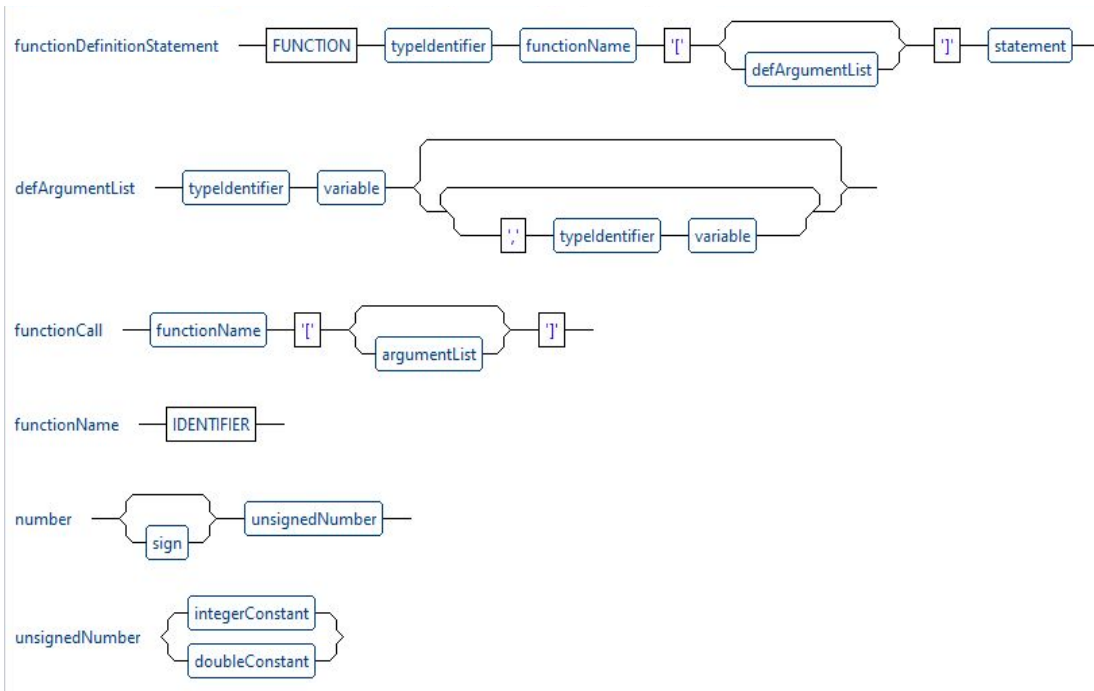 functionDefinitionStatement FUNCTION typeIdentifier functionName '[' defArgumentList ']' statement
defArgumentList typeIdentifier variable ',' typeIdentifier variable
functionCall functionName '[' argumentList ']'
functionName IDENTIFIER
number sign unsignedNumber
unsignedNumber integerConstant
doubleConstant